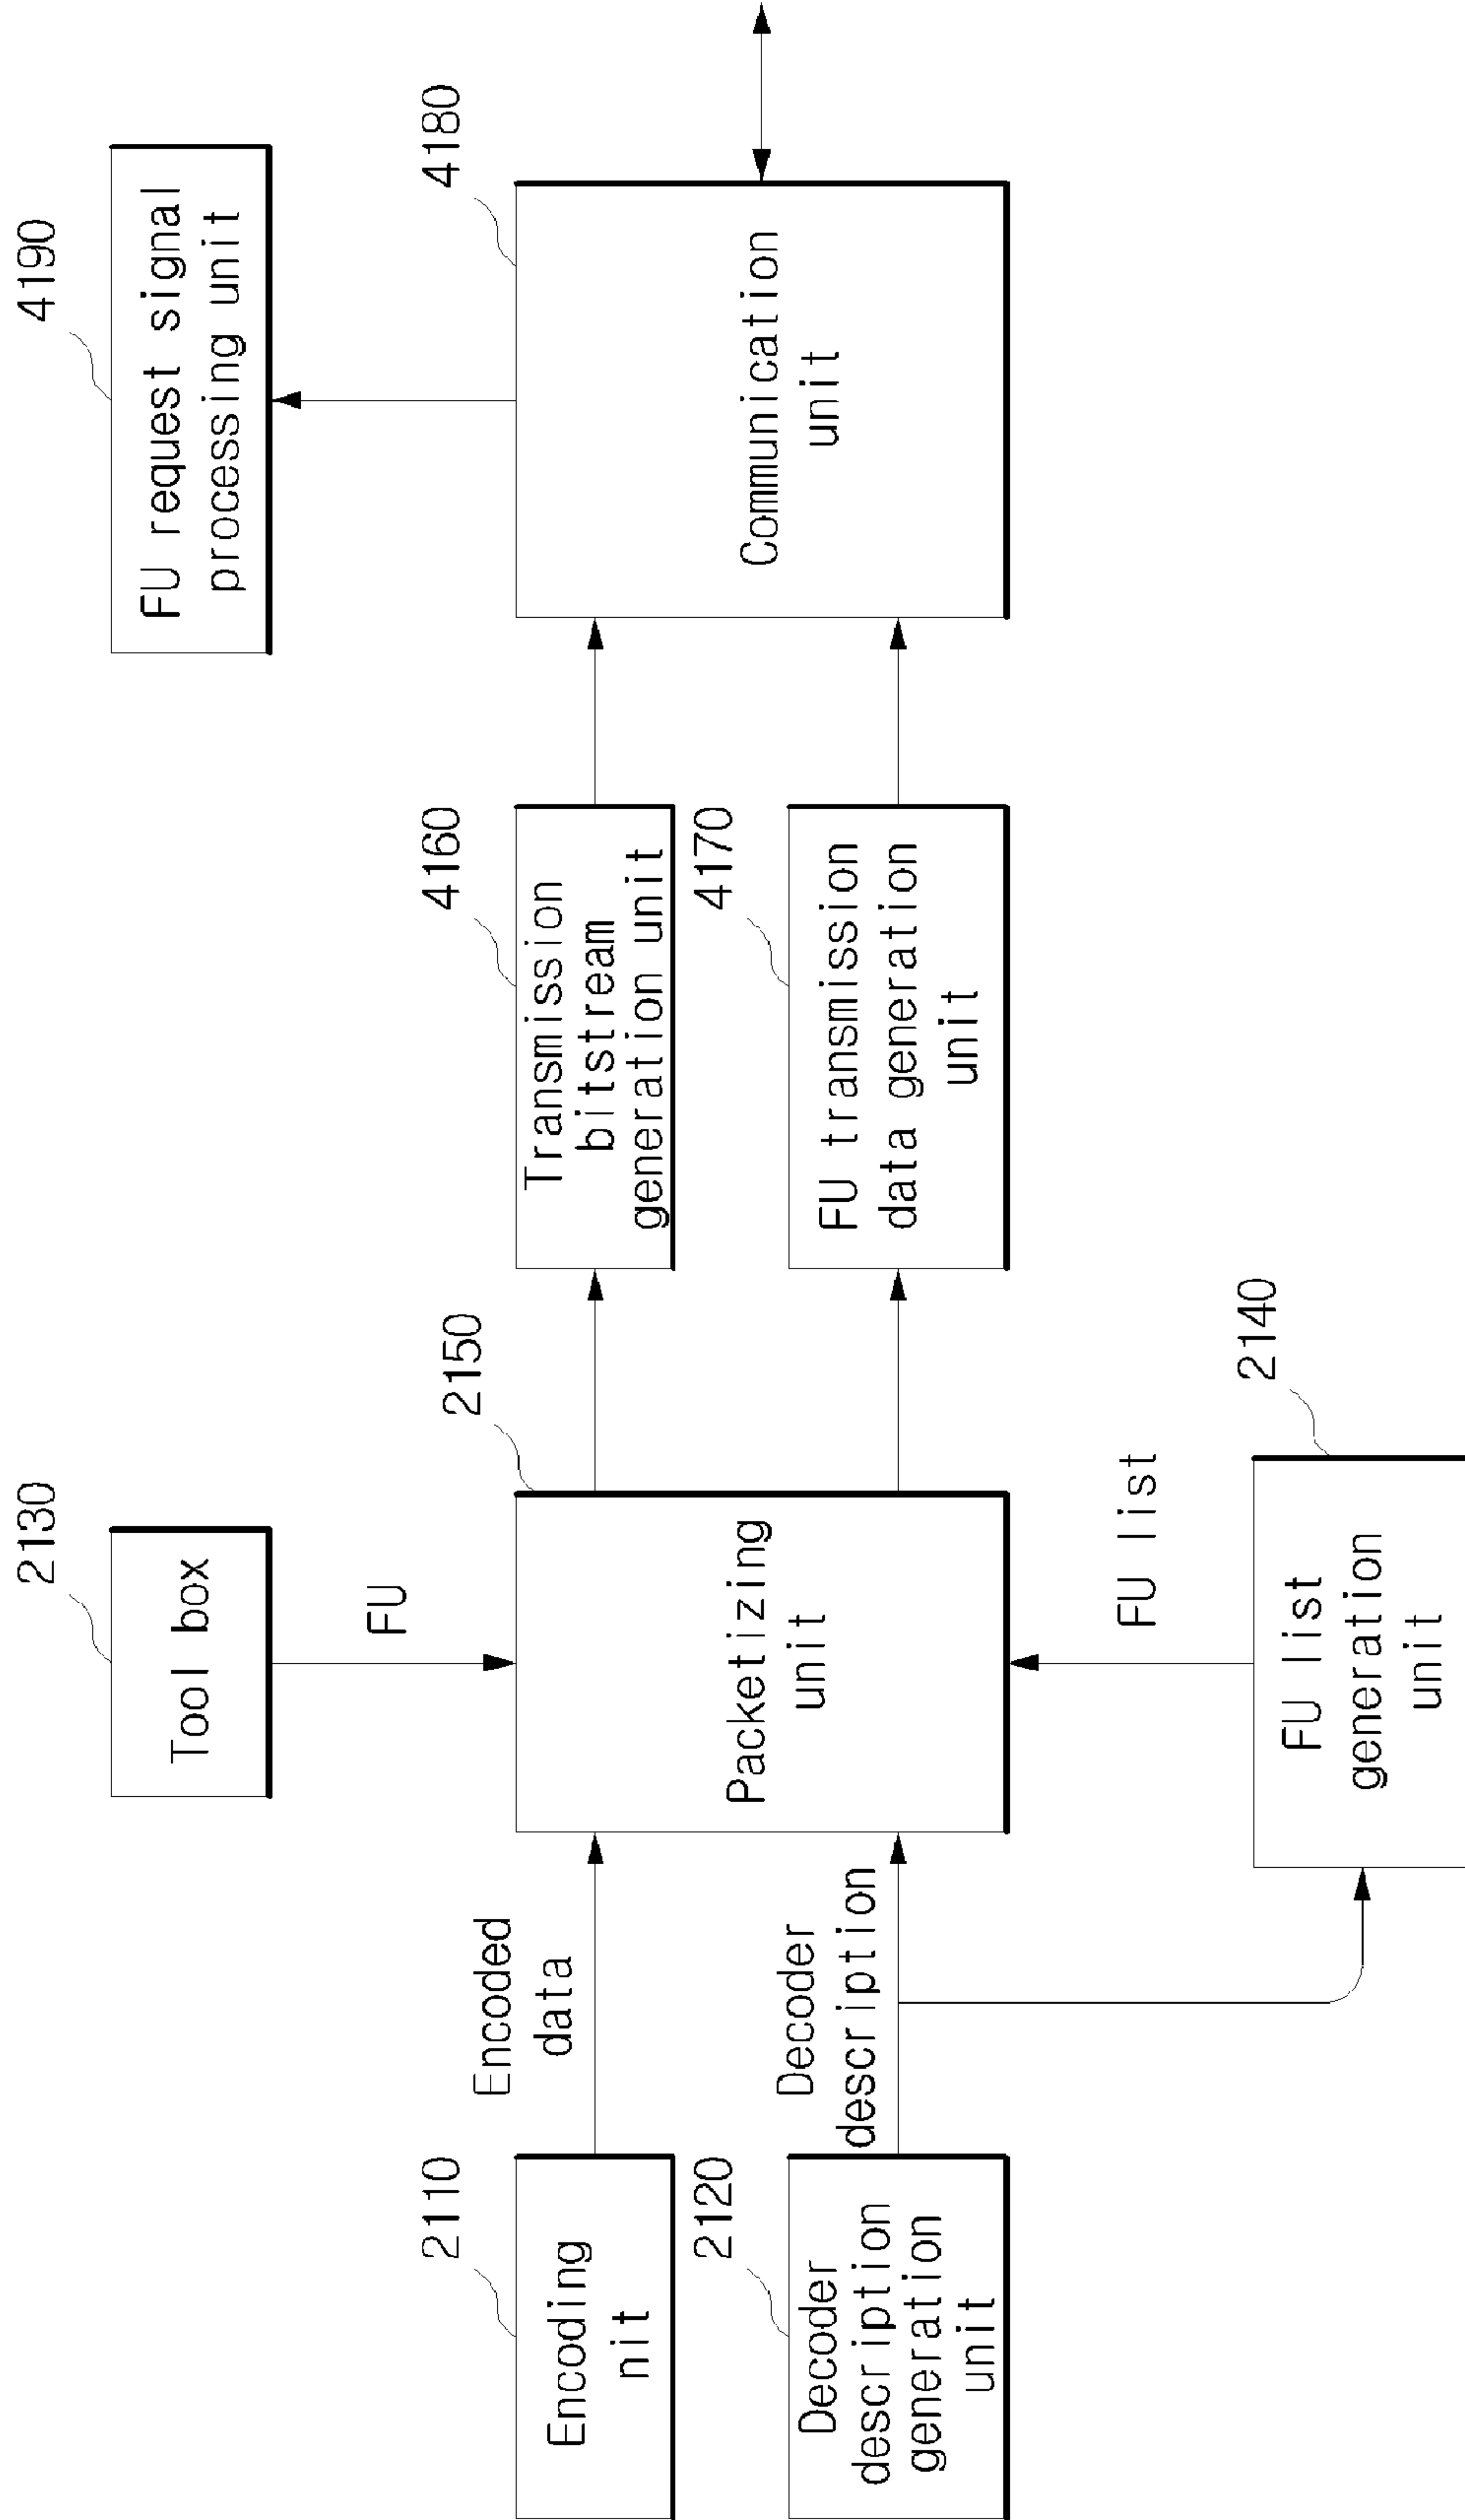 2130
Tool box
FU
4190
FU request signal
processing unit
2110
Encoding
nit
Encoded
data
2150
Packetizing
unit
4160
Transmission
bitstream
generation unit
4180
Communication
unit
2120
Decoder
description
generation
unit
Decoder
description
4170
FU transmission
data generation
unit
FU list
2140
FU list
generation
unit